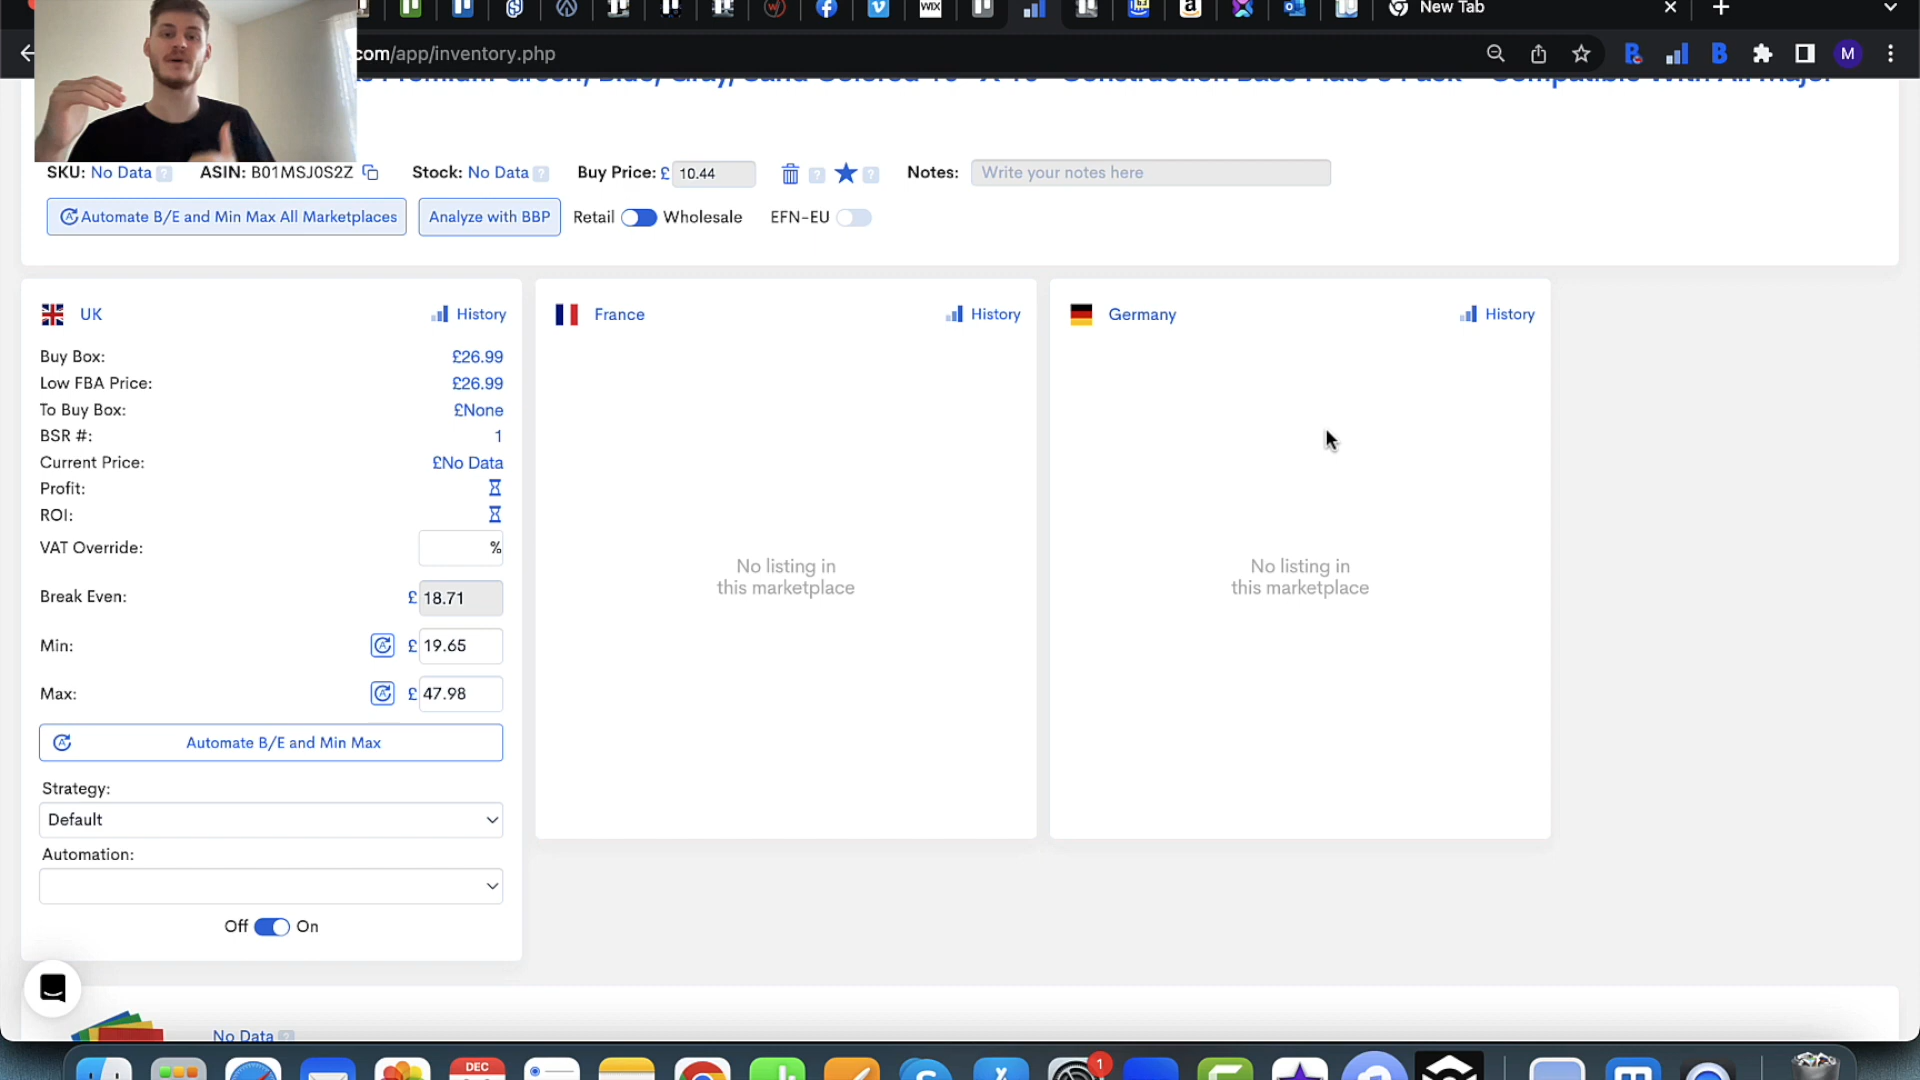 New Tab
com/app/inventory.php
M
SKU: No Data ? ASIN: B01MSJ0S2Z Stock: No Data ? Buy Price: £ 10.44 ? ? Notes: Write your notes here
Automate B/E and Min Max All Marketplaces Analyze with BBP Retail Wholesale EFN-EU
UK History
Buy Box: £26.99
Low FBA Price: £26.99
To Buy Box: £None
BSR #: 1
Current Price: £No Data
Profit:
ROI:
VAT Override: %
Break Even: £ 18.71
Min: £ 19.65
Max: £ 47.98
Automate B/E and Min Max
Strategy:
Default
Automation:
Off On
France History
No listing in
this marketplace
Germany History
No listing in
this marketplace
No Data ?
DEC
1